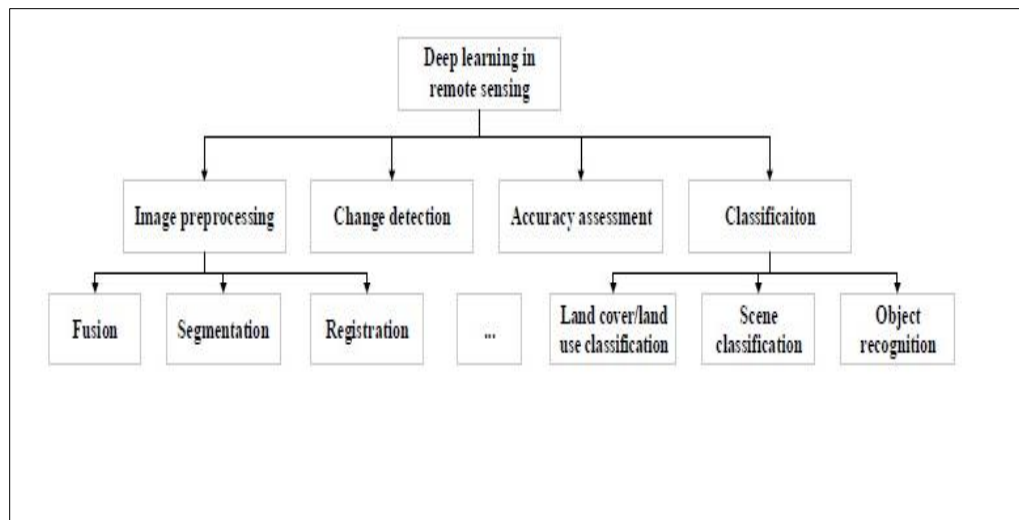 Deep learning in
remote sensing
Image preprocessing
Change detection
Accuracy assessment
Classificaiton
Fusion
Segmentation
Registration
...
Land cover/land
use classification
Scene
classification
Object
recognition